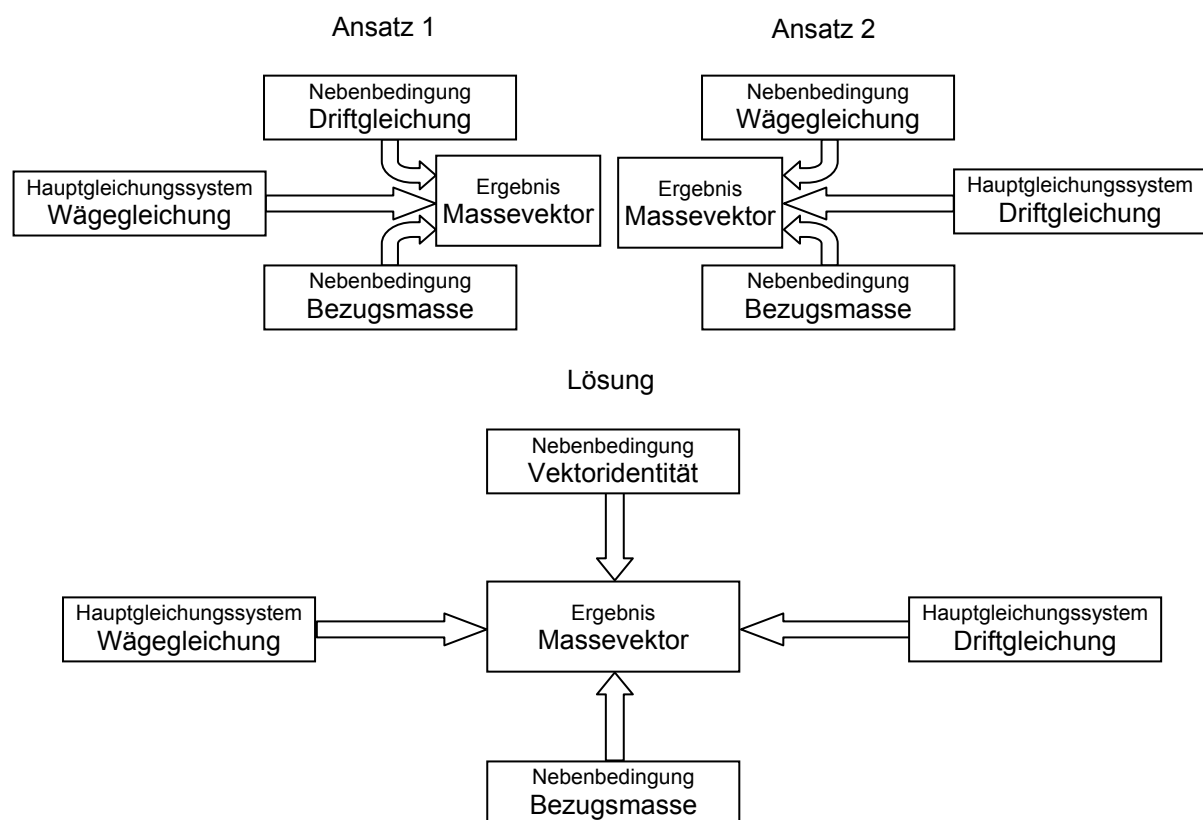 Ansatz 1
Ansatz 2
Nebenbedingung
Driftgleichung
Nebenbedingung
Wägegleichung
Hauptgleichungssystem
Wägegleichung
Ergebnis
Massevektor
Ergebnis
Massevektor
Hauptgleichungssystem
Driftgleichung
Nebenbedingung
Bezugsmasse
Nebenbedingung
Bezugsmasse
Lösung
Nebenbedingung
Vektoridentität
Hauptgleichungssystem
Wägegleichung
Ergebnis
Massevektor
Hauptgleichungssystem
Driftgleichung
Nebenbedingung
Bezugsmasse